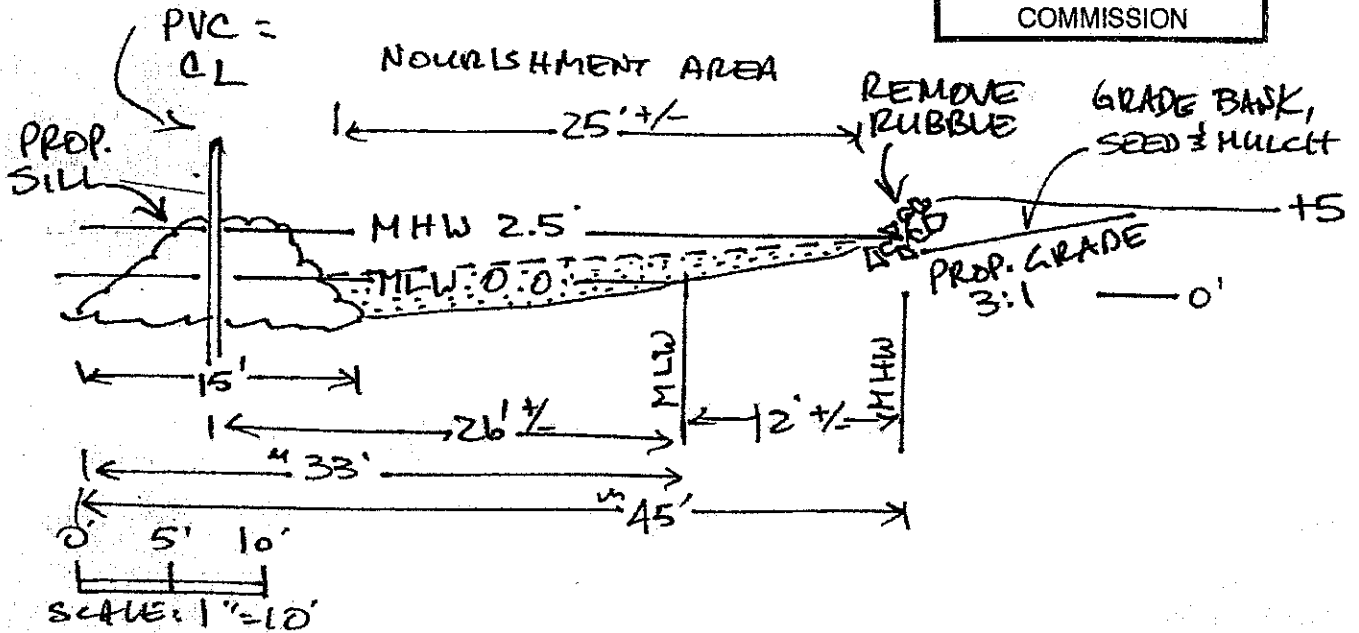 COMMISSION
PVC =
CL
NOURISHMENT AREA
25' +/-
REMOVE
RUBBLE
GRADE BANK,
SEED & MULCH
PROP.
SILL
MHW 2.5'
+5
MLW 0.0
PROP. GRADE
3:1
0'
15'
MLW
MHW
26' +/-
12' +/-
~ 33'
~ 45'
0' 5' 10'
SCALE: 1"=10'